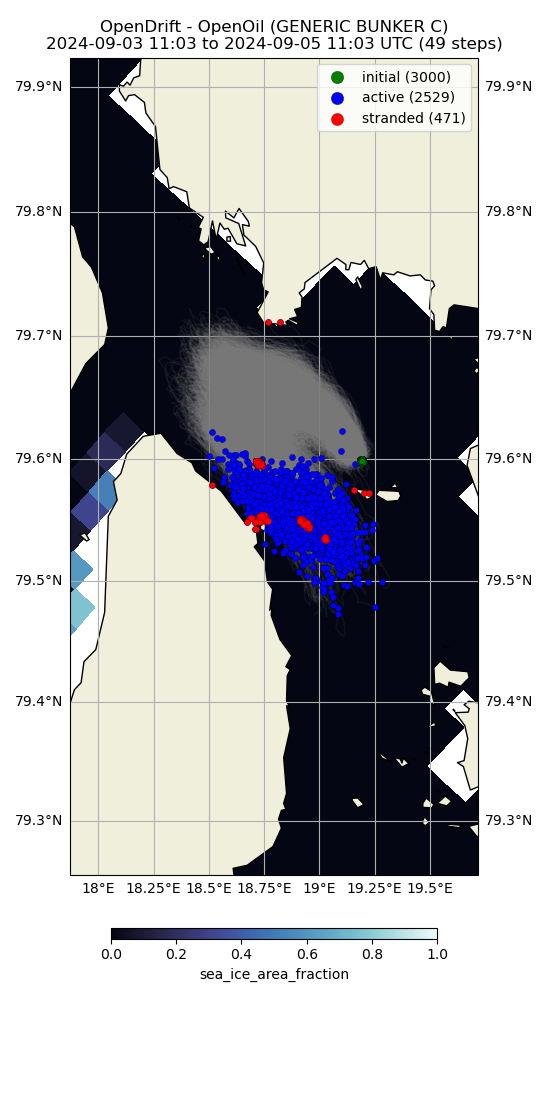 OpenDrift - OpenOil (GENERIC BUNKER C)
2024-09-03 11:03 to 2024-09-05 11:03 UTC (49 steps)
initial (3000)
active (2529)
stranded (471)
79.9°N 79.9°N
79.8°N 79.8°N
79.7°N 79.7°N
79.6°N 79.6°N
79.5°N 79.5°N
79.4°N 79.4°N
79.3°N 79.3°N
18°E 18.25°E 18.5°E 18.75°E 19°E 19.25°E 19.5°E
0.0 0.2 0.4 0.6 0.8 1.0
sea_ice_area_fraction